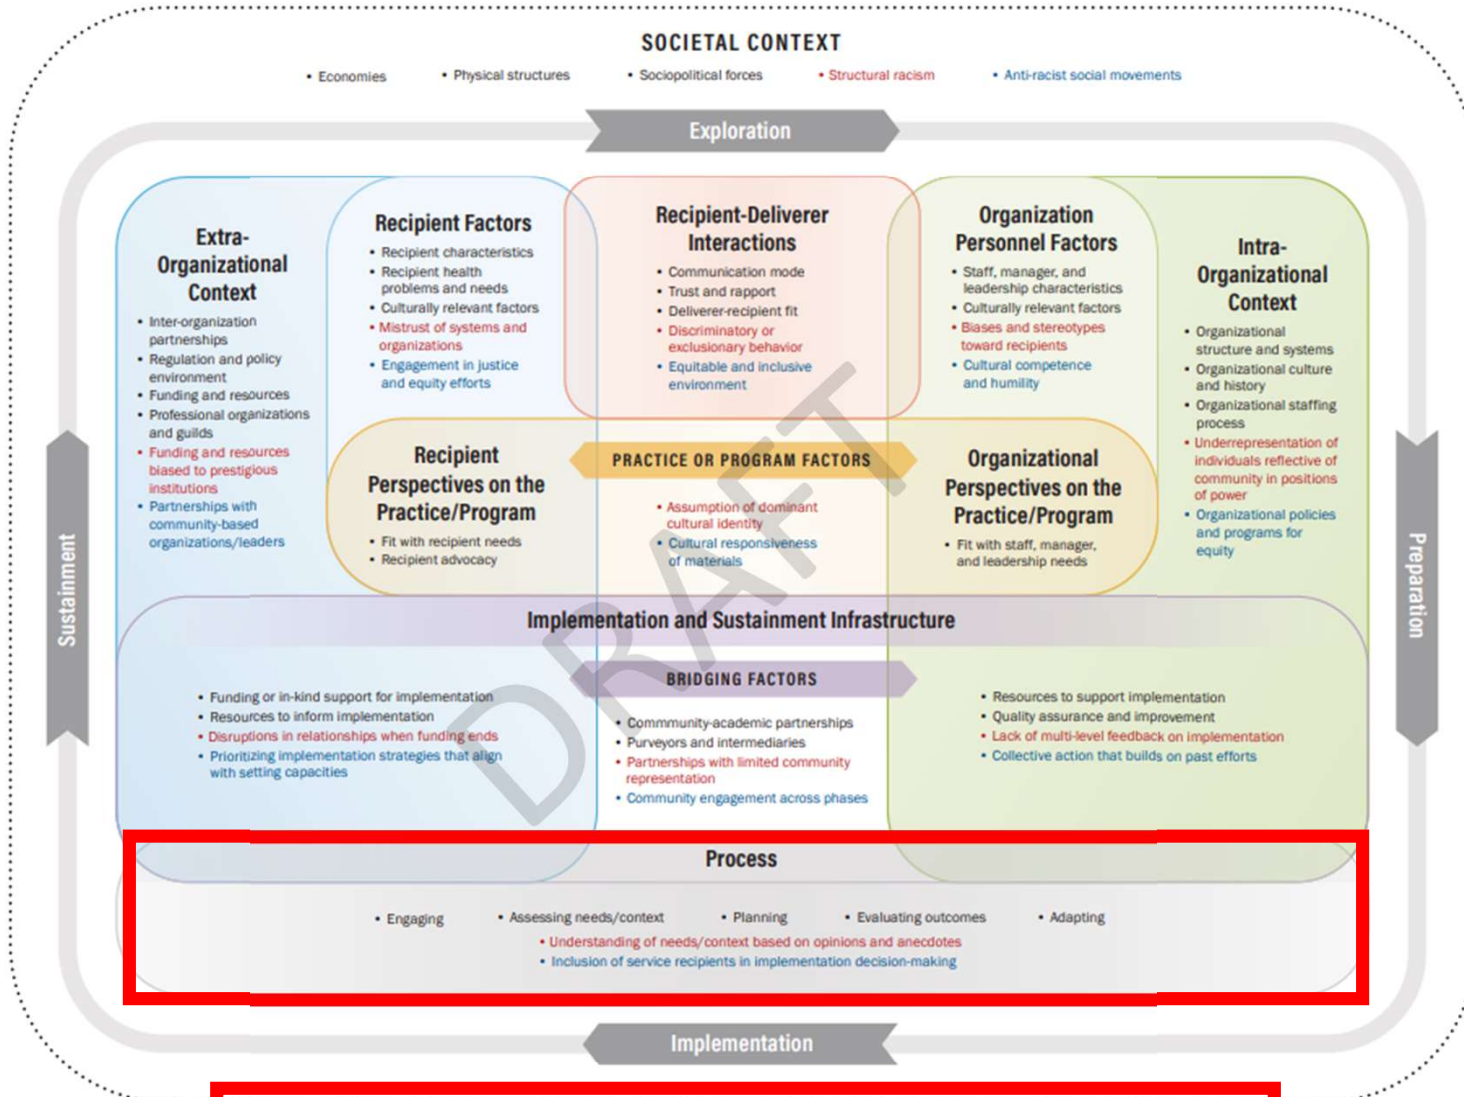 SOCIETAL CONTEXT
• Economies • Physical structures • Sociopolitical forces • Structural racism • Anti-racist social movements
Exploration
Extra-
Organizational
Context
• Inter-organization
partnerships
• Regulation and policy
environment
• Funding and resources
• Professional organizations
and guilds
• Funding and resources
biased to prestigious
institutions
• Partnerships with
community-based
organizations/leaders
Recipient Factors
• Recipient characteristics
• Recipient health
problems and needs
• Culturally relevant factors
• Mistrust of systems and
organizations
• Engagement in justice
and equity efforts
Recipient-Deliverer
Interactions
• Communication mode
• Trust and rapport
• Deliverer-recipient fit
• Discriminatory or
exclusionary behavior
• Equitable and inclusive
environment
Organization
Personnel Factors
• Staff, manager, and
leadership characteristics
• Culturally relevant factors
• Biases and stereotypes
toward recipients
• Cultural competence
and humility
Intra-
Organizational
Context
• Organizational
structure and systems
• Organizational culture
and history
• Organizational staffing
process
• Underrepresentation of
individuals reflective of
community in positions
of power
• Organizational policies
and programs for
equity
Recipient
Perspectives on the
Practice/Program
• Fit with recipient needs
• Recipient advocacy
PRACTICE OR PROGRAM FACTORS
• Assumption of dominant
cultural identity
• Cultural responsiveness
of materials
Organizational
Perspectives on the
Practice/Program
• Fit with staff, manager,
and leadership needs
Sustainment
Preparation
DRAFT
Implementation and Sustainment Infrastructure
• Funding or in-kind support for implementation
• Resources to inform implementation
• Disruptions in relationships when funding ends
• Prioritizing implementation strategies that align
with setting capacities
BRIDGING FACTORS
• Commmunity-academic partnerships
• Purveyors and intermediaries
• Partnerships with limited community
representation
• Community engagement across phases
• Resources to support implementation
• Quality assurance and improvement
• Lack of multi-level feedback on implementation
• Collective action that builds on past efforts
Process
• Engaging • Assessing needs/context • Planning • Evaluating outcomes • Adapting
• Understanding of needs/context based on opinions and anecdotes
• Inclusion of service recipients in implementation decision-making
Implementation